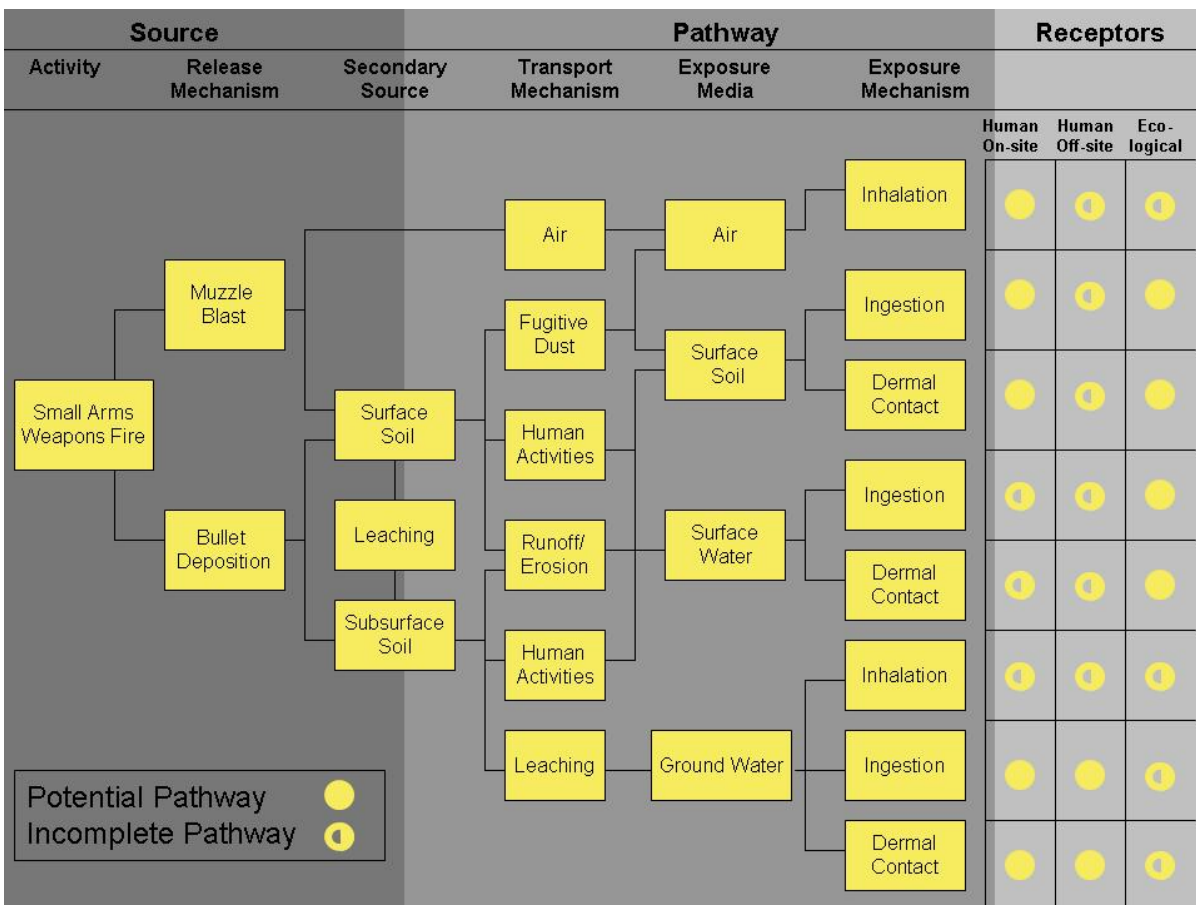 Source
Pathway
Receptors
Activity
Release
Mechanism
Secondary
Source
Transport
Mechanism
Exposure
Media
Exposure
Mechanism
Human
On-site
Human
Off-site
Eco-
logical
Small Arms
Weapons Fire
Muzzle
Blast
Bullet
Deposition
Surface
Soil
Leaching
Subsurface
Soil
Air
Fugitive
Dust
Human
Activities
Runoff/
Erosion
Human
Activities
Leaching
Air
Surface
Soil
Surface
Water
Ground Water
Inhalation
Ingestion
Dermal
Contact
Ingestion
Dermal
Contact
Inhalation
Ingestion
Dermal
Contact
Potential Pathway
Incomplete Pathway